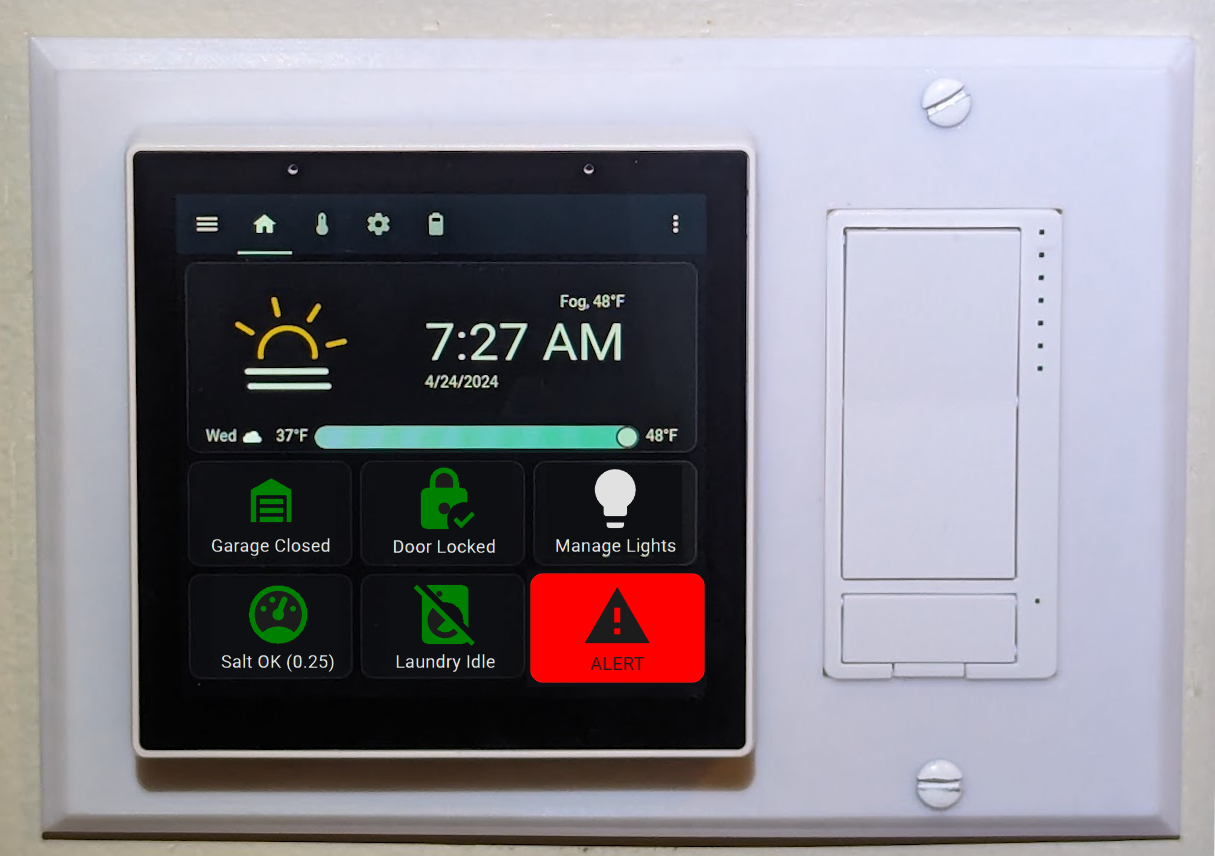 Fog, 48°F
7:27 AM
4/24/2024
Wed 37°F 48°F
Garage Closed Door Locked Manage Lights
Salt OK (0.25) Laundry Idle ALERT